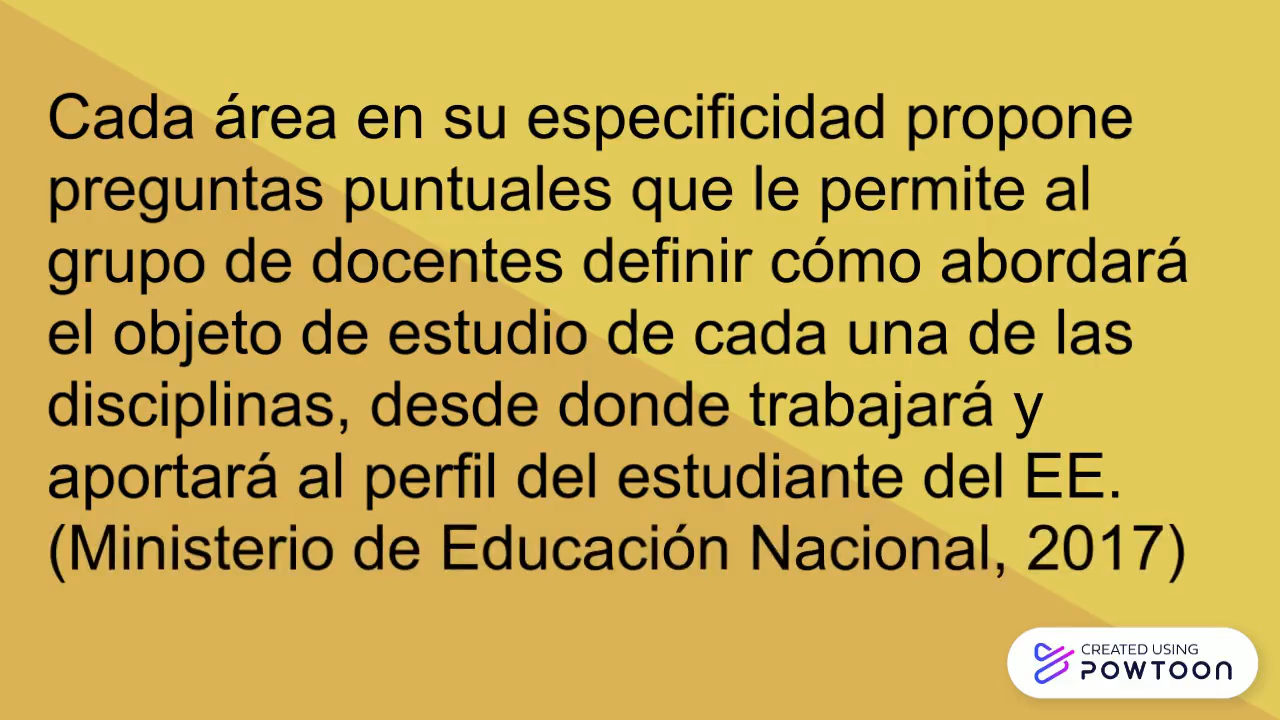 Cada área en su especificidad propone
preguntas puntuales que le permite al
grupo de docentes definir cómo abordará
el objeto de estudio de cada una de las
disciplinas, desde donde trabajará y
aportará al perfil del estudiante del EE.
(Ministerio de Educación Nacional, 2017)
CREATED USING
POWTOON